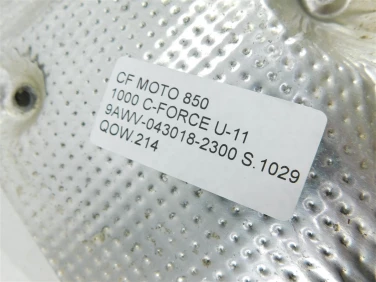 CF MOTO 850
1000 C-FORCE U-11
9AWV-043018-2300 S.1029
QOW.214